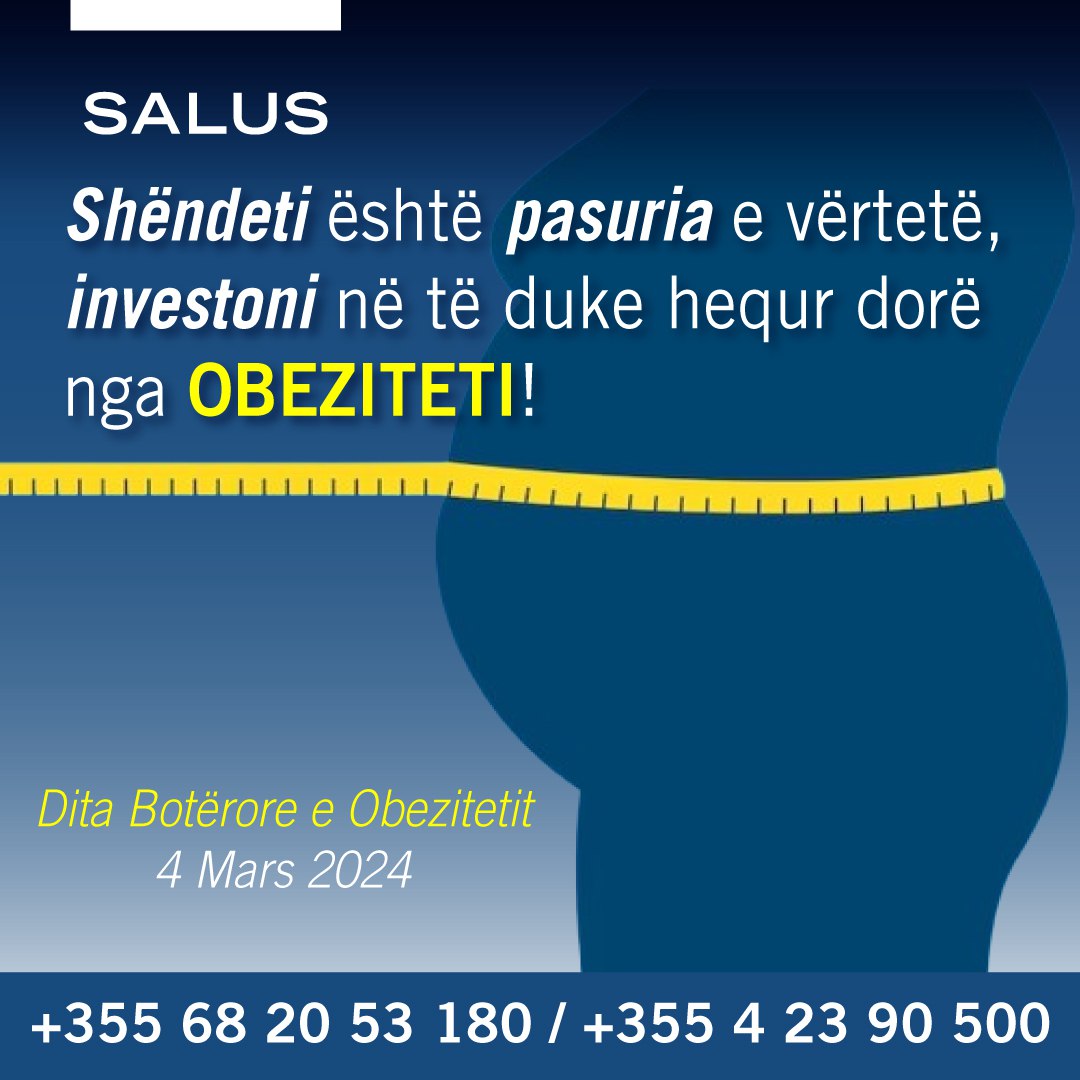 SALUS
Shëndeti është pasuria e vërtetë,
investoni në të duke hequr dorë
nga OBEZITETI!
Dita Botërore e Obezitetit
4 Mars 2024
+355 68 20 53 180 / +355 4 23 90 500